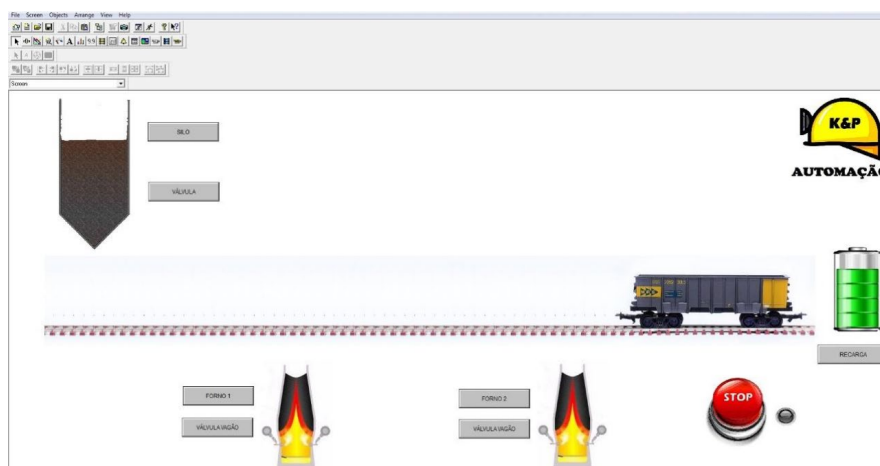 File Screen Objects Arrange View Help
Screen
SILO
VÁLVULA
K&P
AUTOMAÇÃO
RECARGA
FORNO 1
VÁLVULA VAGÃO
FORNO 2
VÁLVULA VAGÃO
STOP